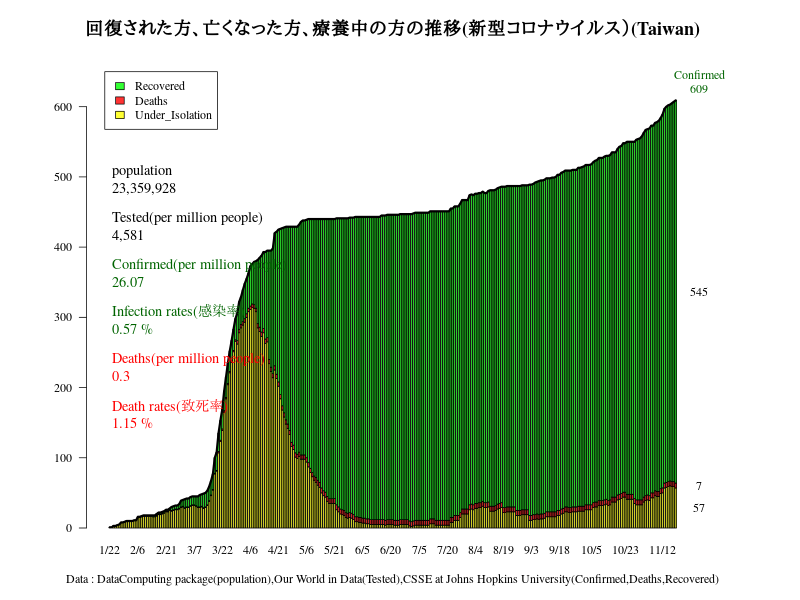 回復された方、亡くなった方、療養中の方の推移(新型コロナウイルス)(Taiwan)
Confirmed
609
Recovered
Deaths
Under_Isolation
population
23,359,928
Tested(per million people)
4,581
Confirmed(per million people)
26.07
Infection rates(感染率)
0.57 %
Deaths(per million people)
0.3
Death rates(致死率)
1.15 %
600
500
400
300
200
100
0
545
7
57
1/22 2/6 2/21 3/7 3/22 4/6 4/21 5/6 5/21 6/5 6/20 7/5 7/20 8/4 8/19 9/3 9/18 10/5 10/23 11/12
Data : DataComputing package(population),Our World in Data(Tested),CSSE at Johns Hopkins University(Confirmed,Deaths,Recovered)